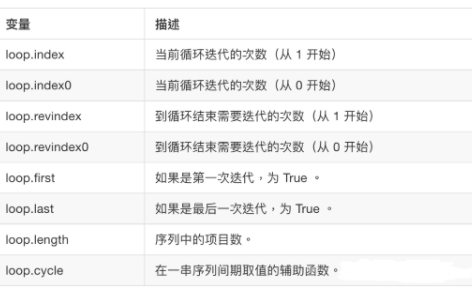 变量 描述
loop.index 当前循环迭代的次数（从 1 开始）
loop.index0 当前循环迭代的次数（从 0 开始）
loop.revindex 到循环结束需要迭代的次数（从 1 开始）
loop.revindex0 到循环结束需要迭代的次数（从 0 开始）
loop.first 如果是第一次迭代，为 True 。
loop.last 如果是最后一次迭代，为 True 。
loop.length 序列中的项目数。
loop.cycle 在一串序列间期取值的辅助函数。